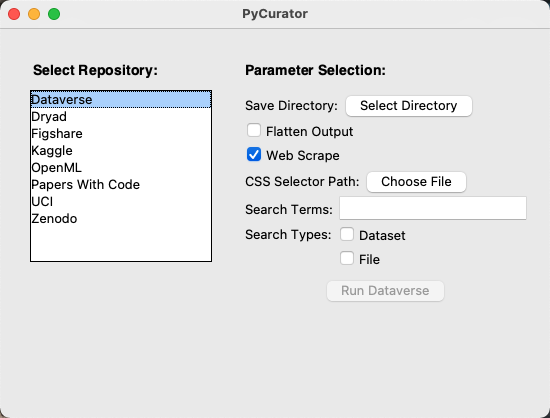 PyCurator
Select Repository:
Dataverse
Dryad
Figshare
Kaggle
OpenML
Papers With Code
UCI
Zenodo
Parameter Selection:
Save Directory: Select Directory
Flatten Output
Web Scrape
CSS Selector Path: Choose File
Search Terms:
Search Types: Dataset
File
Run Dataverse